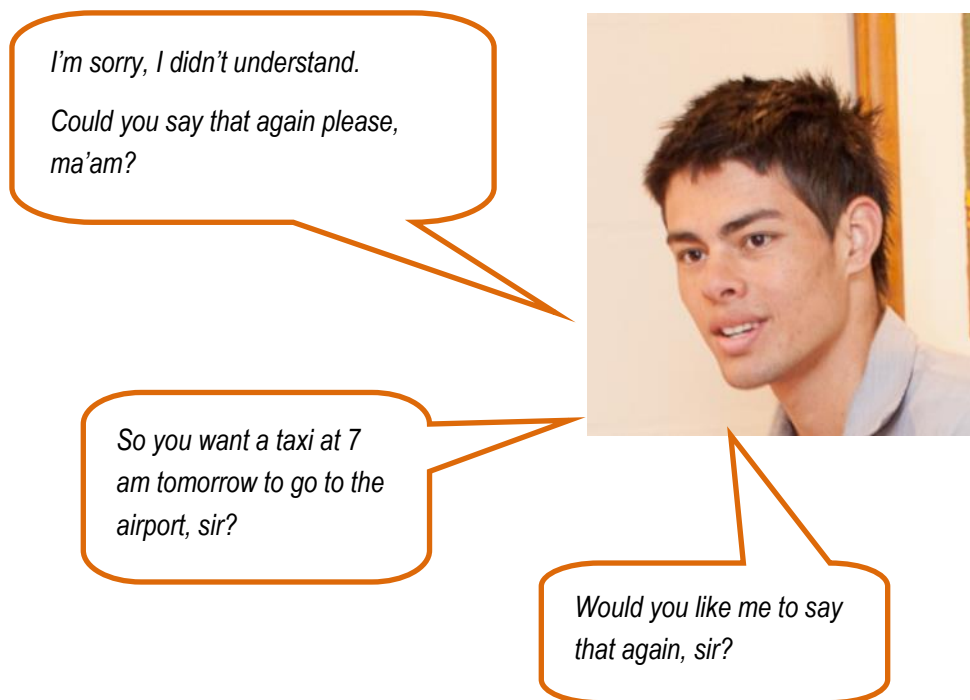 I’m sorry, I didn’t understand.
Could you say that again please,
ma’am?
So you want a taxi at 7
am tomorrow to go to the
airport, sir?
Would you like me to say
that again, sir?